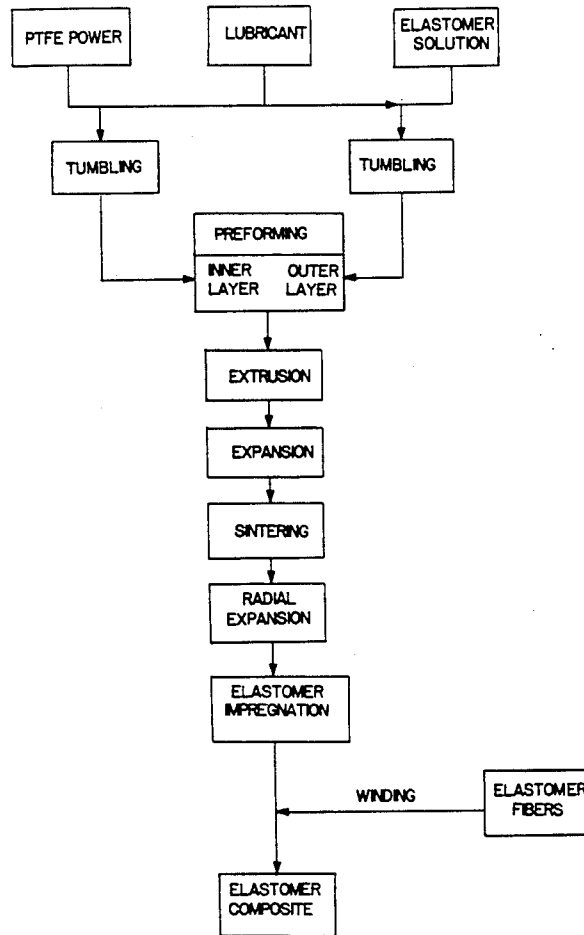 PTFE POWER
LUBRICANT
ELASTOMER
SOLUTION
TUMBLING
TUMBLING
PREFORMING
INNER
LAYER
OUTER
LAYER
EXTRUSION
EXPANSION
SINTERING
RADIAL
EXPANSION
ELASTOMER
IMPREGNATION
WINDING
ELASTOMER
FIBERS
ELASTOMER
COMPOSITE